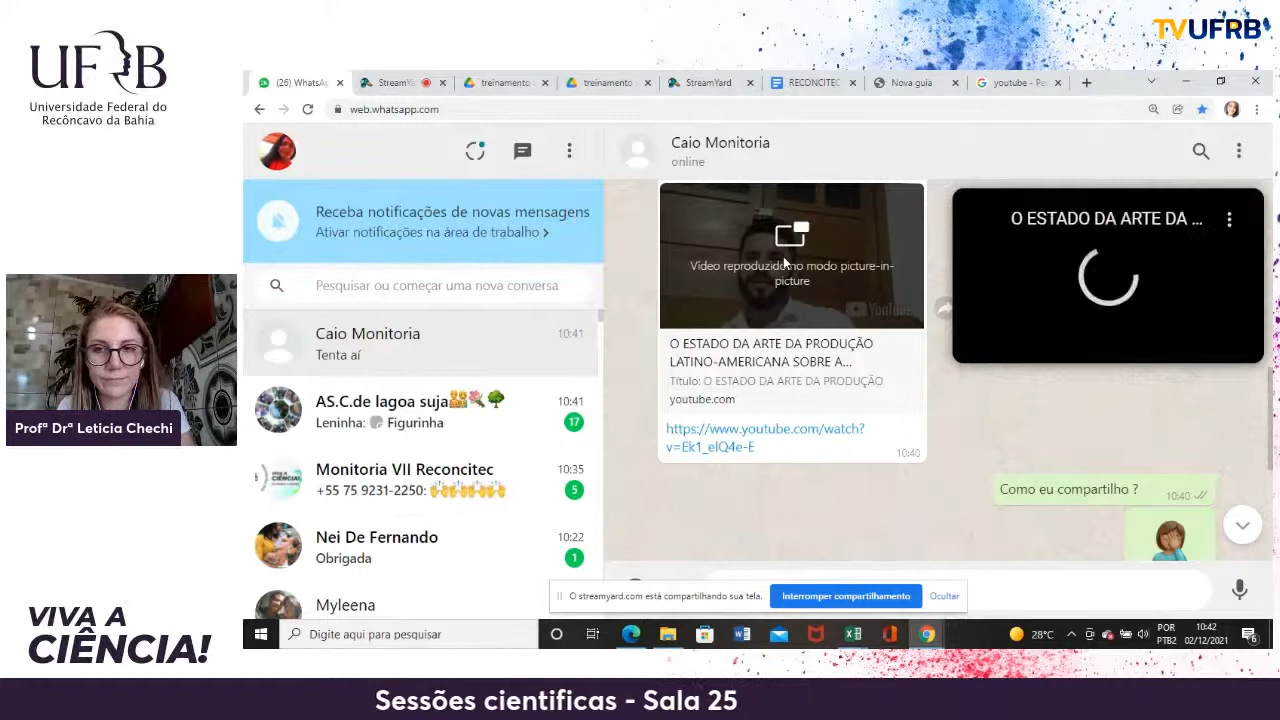 UFRB
Universidade Federal do
Recôncavo da Bahia
TVUFRB
(26) WhatsAp
StreamYa
treinamento
treinamento
StreamYard
RECONCITEC
Nova guia
youtube - Pe
web.whatsapp.com
Caio Monitoria
online
Receba notificações de novas mensagens
Ativar notificações na área de trabalho >
Pesquisar ou começar uma nova conversa
Caio Monitoria
10:41
Tenta aí
AS.C.de lagoa suja
10:41
Leninha: Figurinha
17
Monitoria VII Reconcitec
10:35
+55 75 9231-2250:
5
Nei De Fernando
10:22
Obrigada
1
Myleena
Vídeo reproduzido no modo picture-in-
picture
YouTube
O ESTADO DA ARTE DA PRODUÇÃO
LATINO-AMERICANA SOBRE A...
Título: O ESTADO DA ARTE DA PRODUÇÃO
youtube.com
https://www.youtube.com/watch?
v=Ek1_elQ4e-E
10:40
O ESTADO DA ARTE DA ...
Como eu compartilho ?
10:40
O streamyard.com está compartilhando sua tela.
Interromper compartilhamento
Ocultar
Digite aqui para pesquisar
28°C
POR
PTB2
10:42
02/12/2021
6
Profª Drª Leticia Chechi
VIVA A
CIÊNCIA!
Sessões cientificas - Sala 25